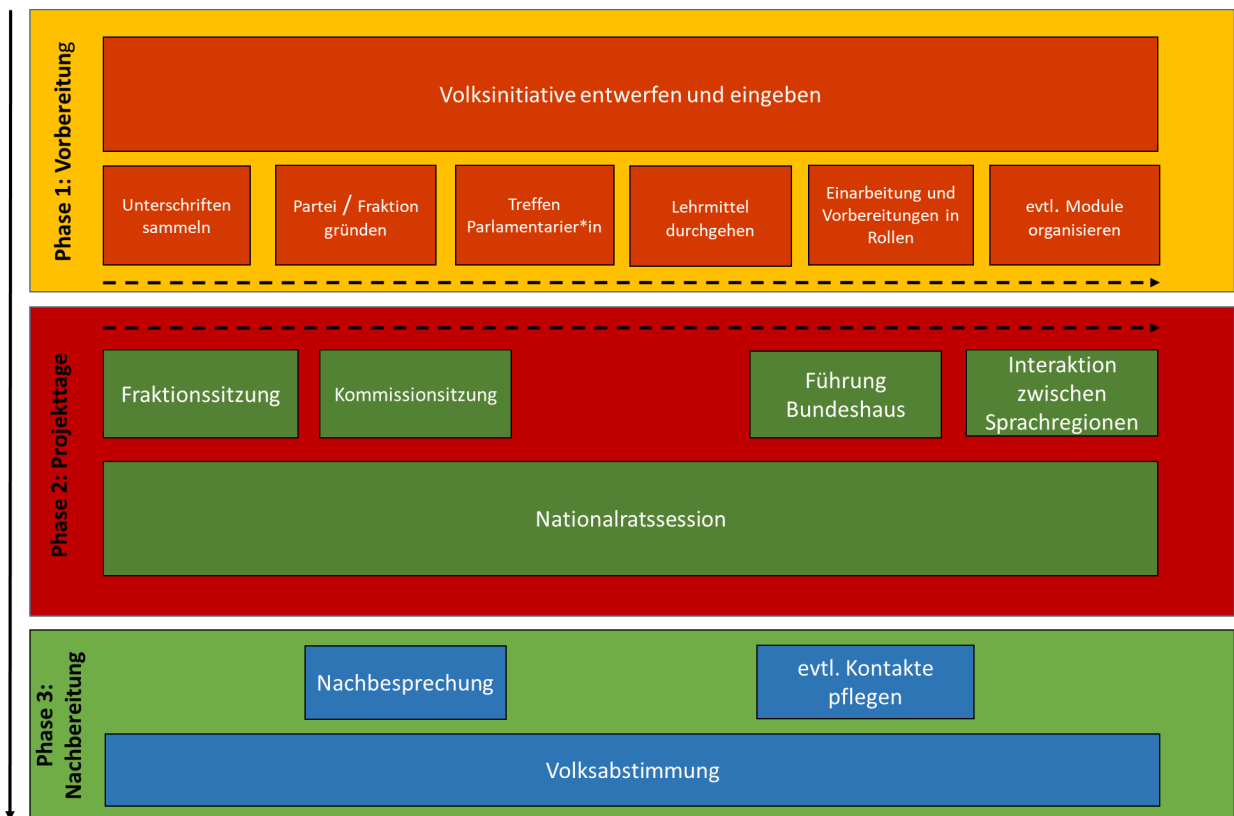 Phase 1: Vorbereitung
Volksinitiative entwerfen und eingeben
Unterschriften
sammeln
Partei / Fraktion
gründen
Treffen
Parlamentarier*in
Lehrmittel
durchgehen
Einarbeitung und
Vorbereitungen in
Rollen
evtl. Module
organisieren
Phase 2: Projekttage
Fraktionssitzung
Kommissionsitzung
Führung
Bundeshaus
Interaktion
zwischen
Sprachregionen
Nationalratssession
Phase 3:
Nachbereitung
Nachbesprechung
evtl. Kontakte
pflegen
Volksabstimmung